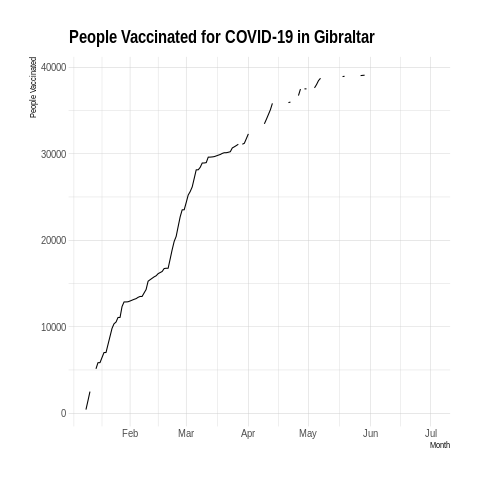 People Vaccinated for COVID-19 in Gibraltar
People Vaccinated
40000
30000
20000
10000
0
Feb Mar Apr May Jun Jul
Month